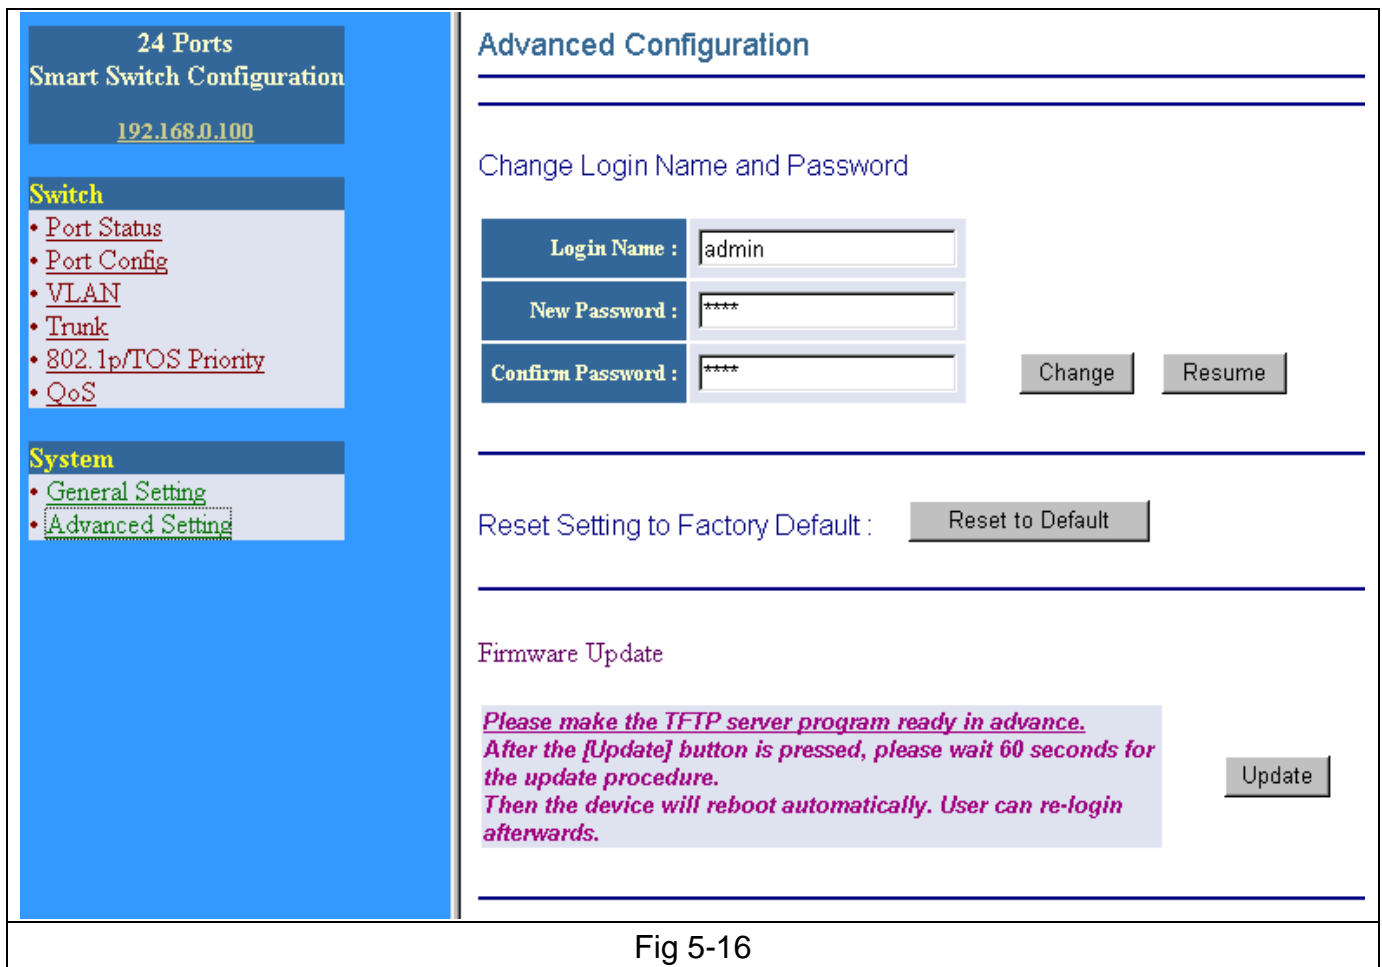 24 Ports
Smart Switch Configuration
192.168.0.100
Switch
• Port Status
• Port Config
• VLAN
• Trunk
• 802.1p/TOS Priority
• QoS
System
• General Setting
• Advanced Setting
Advanced Configuration
Change Login Name and Password
Login Name : admin
New Password : ****
Confirm Password : **** Change Resume
Reset Setting to Factory Default : Reset to Default
Firmware Update
Please make the TFTP server program ready in advance.
After the [Update] button is pressed, please wait 60 seconds for
the update procedure.
Then the device will reboot automatically. User can re-login
afterwards.
Update
Fig 5-16